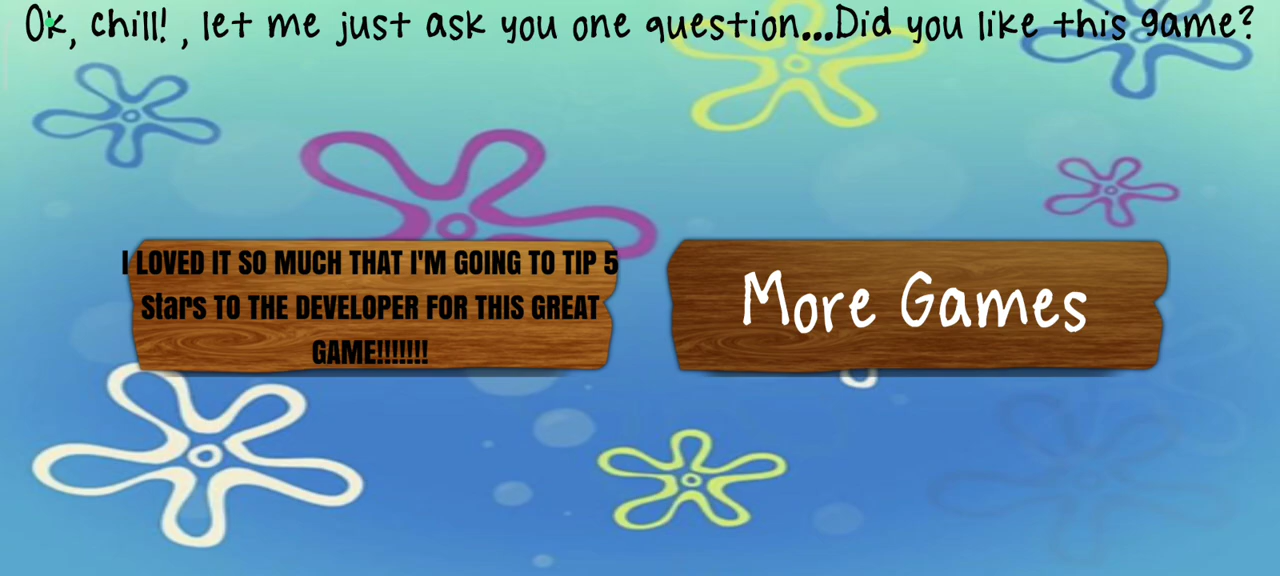 Ok, chill! , let me just ask you one question...Did you like this game?
I LOVED IT SO MUCH THAT I'M GOING TO TIP 5
Stars TO THE DEVELOPER FOR THIS GREAT
GAME!!!!!!!
More Games